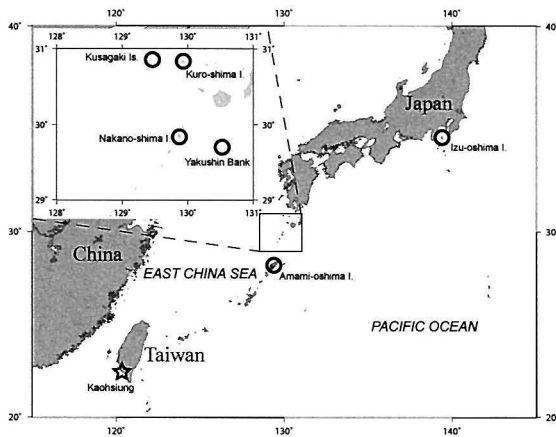 120° 130° 140°
40°
128° 129° 130° 131°
31° 31°
Kusagaki Is.
Kuro-shima I.
Japan
30° 30°
Nakano-shima I
Yakushin Bank
Izu-oshima I.
29° 29°
128° 129° 130° 131°
30° 30°
China
EAST CHINA SEA
Amami-oshima I.
PACIFIC OCEAN
Taiwan
Kaohsiung
20° 20°
120° 130° 140°